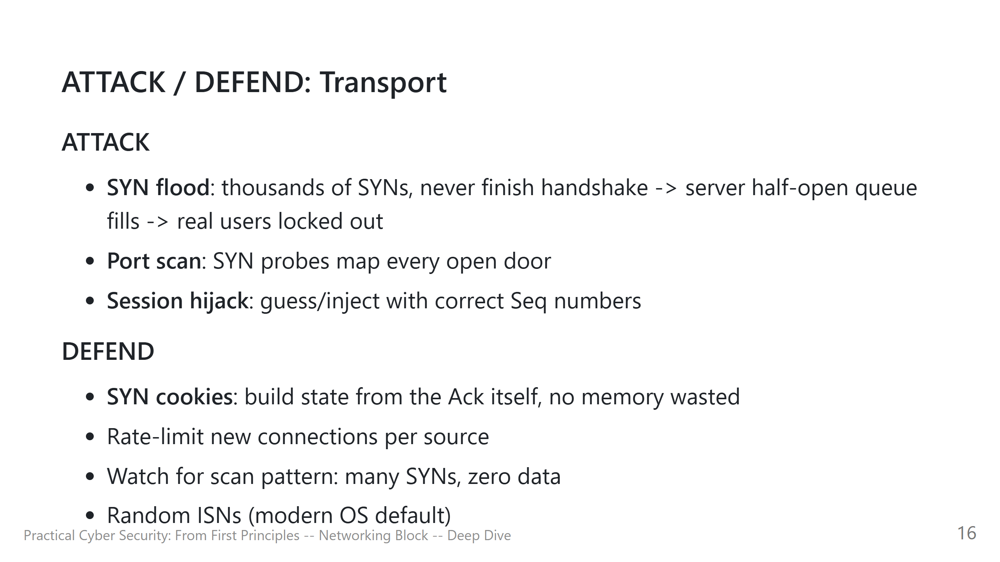 ATTACK / DEFEND: Transport
ATTACK
• SYN flood: thousands of SYNs, never finish handshake -> server half-open queue
fills -> real users locked out
• Port scan: SYN probes map every open door
• Session hijack: guess/inject with correct Seq numbers
DEFEND
• SYN cookies: build state from the Ack itself, no memory wasted
• Rate-limit new connections per source
• Watch for scan pattern: many SYNs, zero data
• Random ISNs (modern OS default)
Practical Cyber Security: From First Principles -- Networking Block -- Deep Dive
16